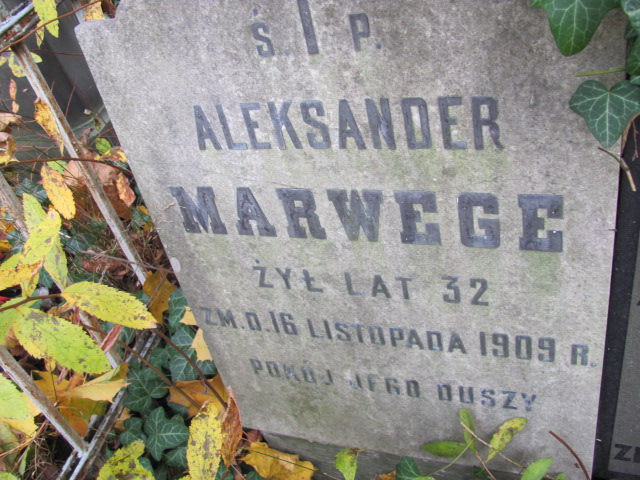 Ś. † P.
ALEKSANDER
MARWEGE
ŻYŁ LAT 32
ZM. D. 16 LISTOPADA 1909 R.
POKÓJ JEGO DUSZY